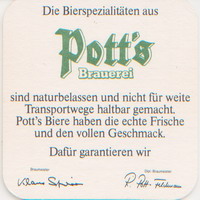 Die Bierspezialitäten aus
Pott's
Brauerei
sind naturbelassen und nicht für weite
Transportwege haltbar gemacht.
Pott's Biere haben die echte Frische
und den vollen Geschmack.
Dafür garantieren wir